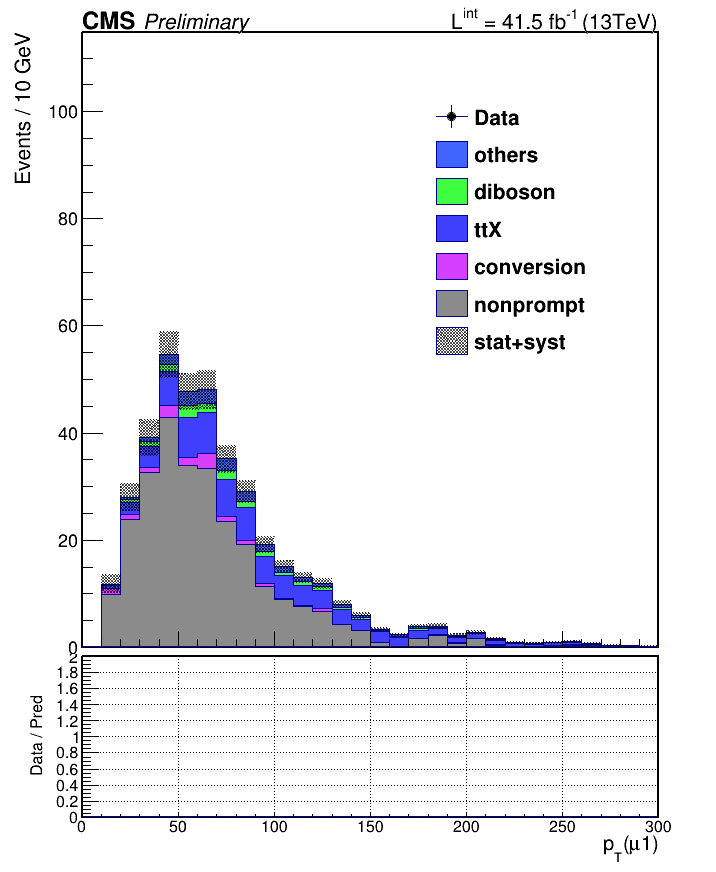 CMS Preliminary
L^int = 41.5 fb^-1 (13TeV)
Events / 10 GeV
100
80
60
40
20
0
Data
others
diboson
ttX
conversion
nonprompt
stat+syst
Data / Pred
2
1.8
1.6
1.4
1.2
1
0.8
0.6
0.4
0.2
0
0 50 100 150 200 250 300
p_T(μ1)